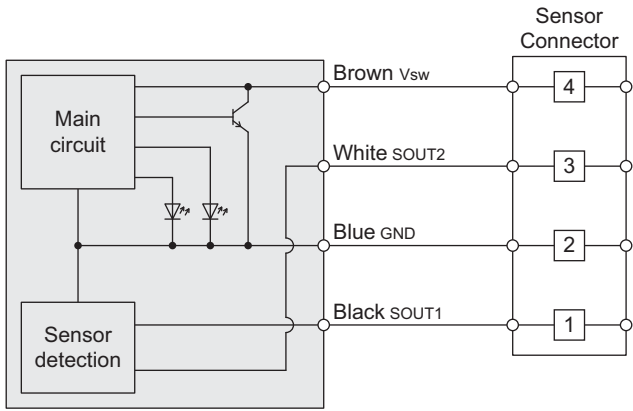 Sensor
Connector
Brown Vsw
4
Main
circuit
White SOUT2
3
Blue GND
2
Black SOUT1
1
Sensor
detection